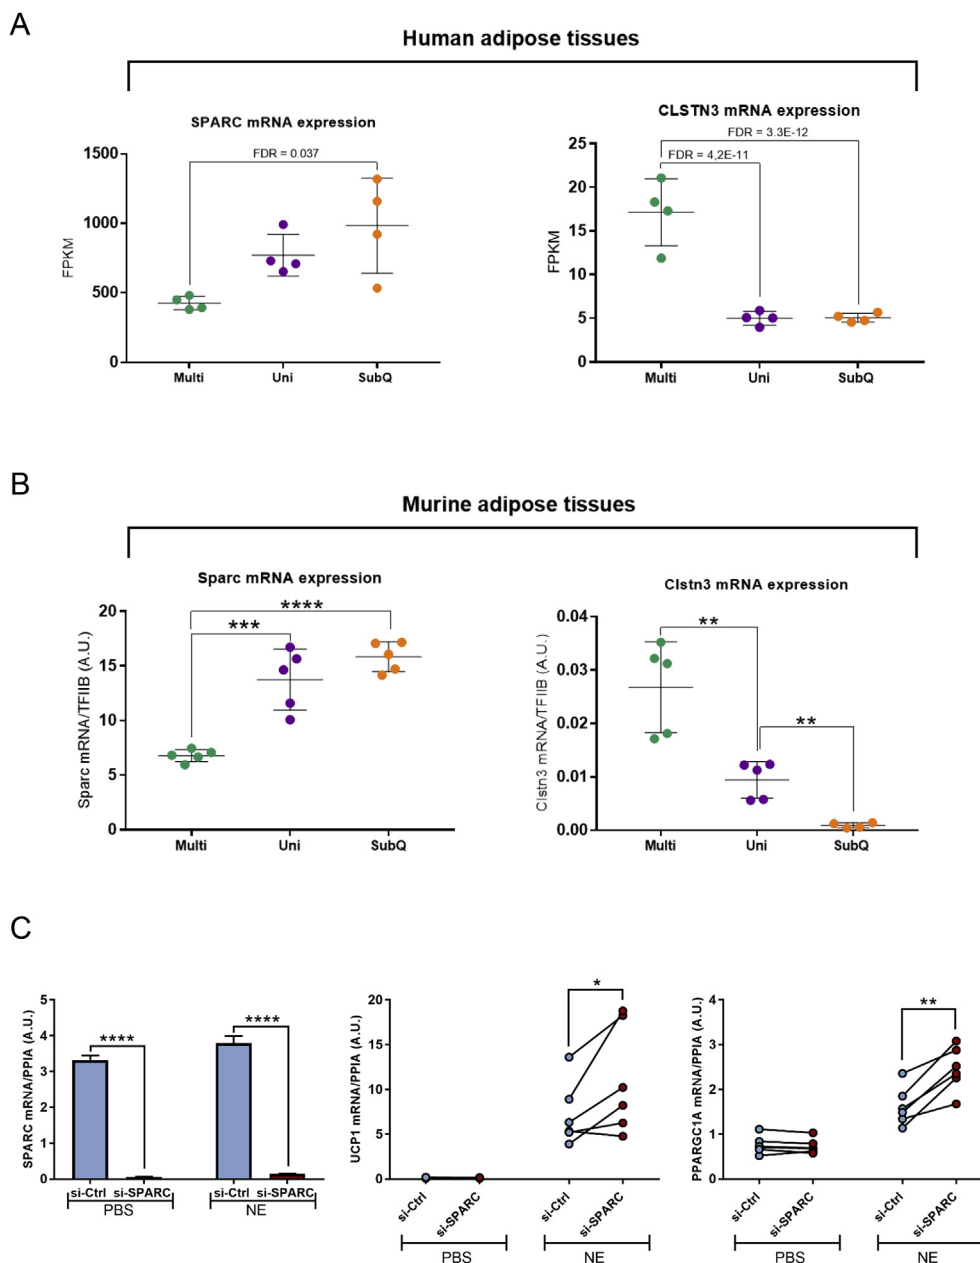 A
Human adipose tissues
SPARC mRNA expression
FDR = 0.037
1500
1000
500
0
FPKM
Multi
Uni
SubQ
CLSTN3 mRNA expression
FDR = 3.3E-12
FDR = 4,2E-11
25
20
15
10
5
0
FPKM
Multi
Uni
SubQ
B
Murine adipose tissues
Sparc mRNA expression
****
***
20
15
10
5
0
Sparc mRNA/TFIIB (A.U.)
Multi
Uni
SubQ
Clstn3 mRNA expression
**
**
0.04
0.03
0.02
0.01
0.00
Clstn3 mRNA/TFIIB (A.U.)
Multi
Uni
SubQ
C
SPARC mRNA/PPIA (A.U.)
5
4
3
2
1
0
****
****
si-Ctrl si-SPARC
si-Ctrl si-SPARC
PBS
NE
UCP1 mRNA/PPIA (A.U.)
20
15
10
5
0
*
si-Ctrl
si-SPARC
si-Ctrl
si-SPARC
PBS
NE
PPARGC1A mRNA/PPIA (A.U.)
4
3
2
1
0
**
si-Ctrl
si-SPARC
si-Ctrl
si-SPARC
PBS
NE